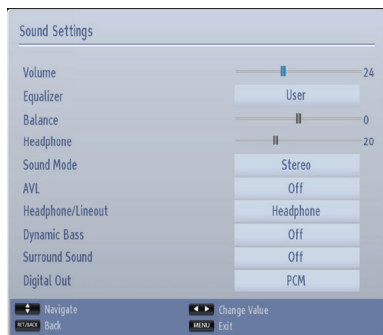 Sound Settings
Volume 24
Equalizer User
Balance 0
Headphone 20
Sound Mode Stereo
AVL Off
Headphone/Lineout Headphone
Dynamic Bass Off
Surround Sound Off
Digital Out PCM
Navigate Change Value
RET/BACK Back MENU Exit